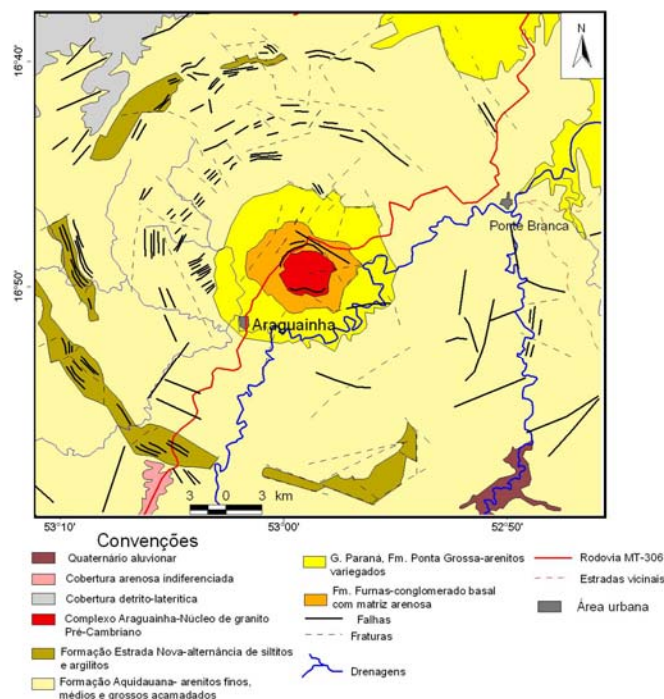 16°40'
N
Ponte Branca
16°50'
Araguainha
3 0 3 km
53°10'
53°00'
52°50'
Convenções
Quaternário aluvionar
Cobertura arenosa indiferenciada
Cobertura detrito-lateritica
Complexo Araguainha-Núcleo de granito
Pré-Cambriano
Formação Estrada Nova-alternância de siltitos
e argilitos
Formação Aquidauana- arenitos finos,
médios e grossos acamadados
G. Paraná, Fm. Ponta Grossa-arenitos
variegados
Fm. Furnas-conglomerado basal
com matriz arenosa
Falhas
Fraturas
Drenagens
Rodovia MT-306
Estradas vicinais
Área urbana